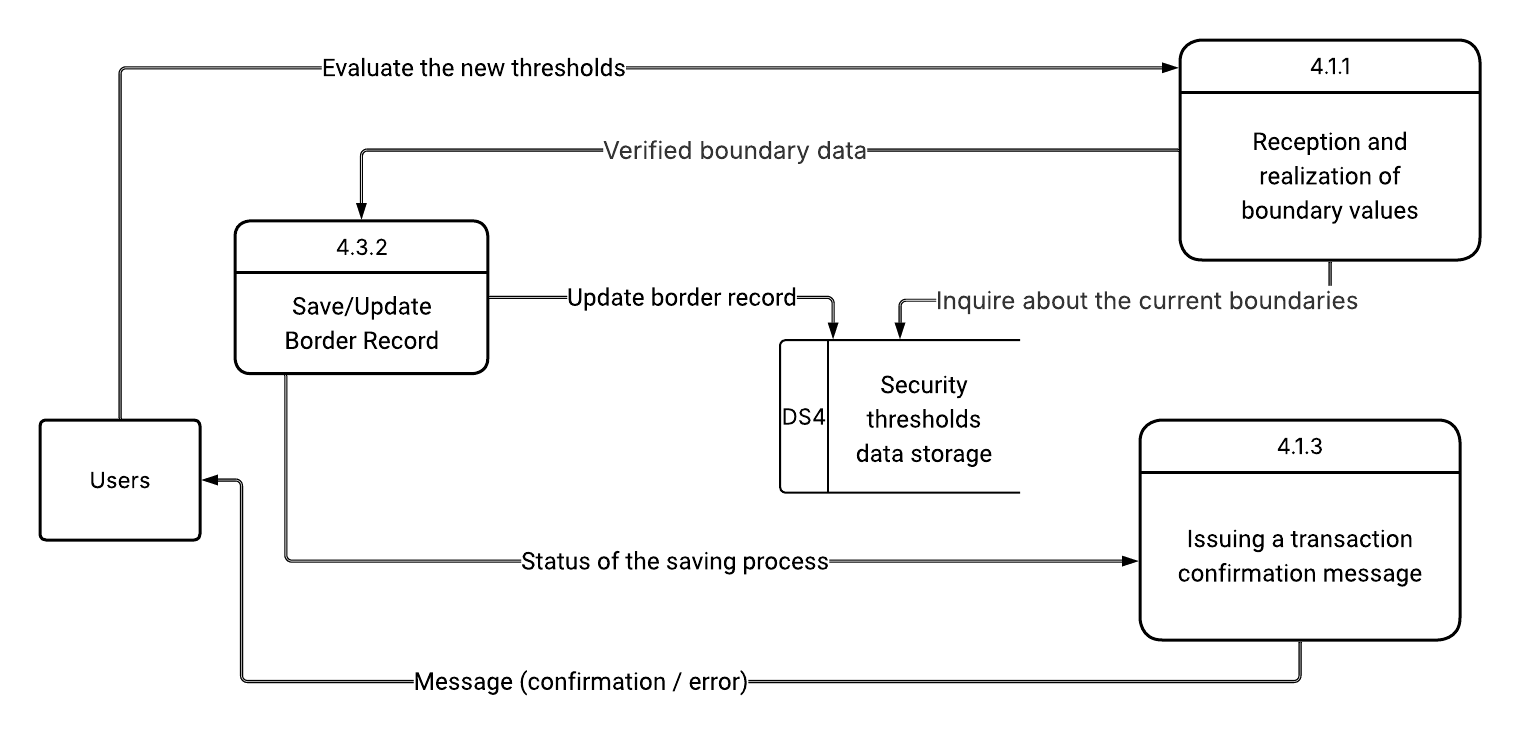 Evaluate the new thresholds
4.1.1
Reception and
realization of
boundary values
Verified boundary data
4.3.2
Save/Update
Border Record
Update border record
Inquire about the current boundaries
DS4
Security
thresholds
data storage
Users
4.1.3
Issuing a transaction
confirmation message
Status of the saving process
Message (confirmation / error)